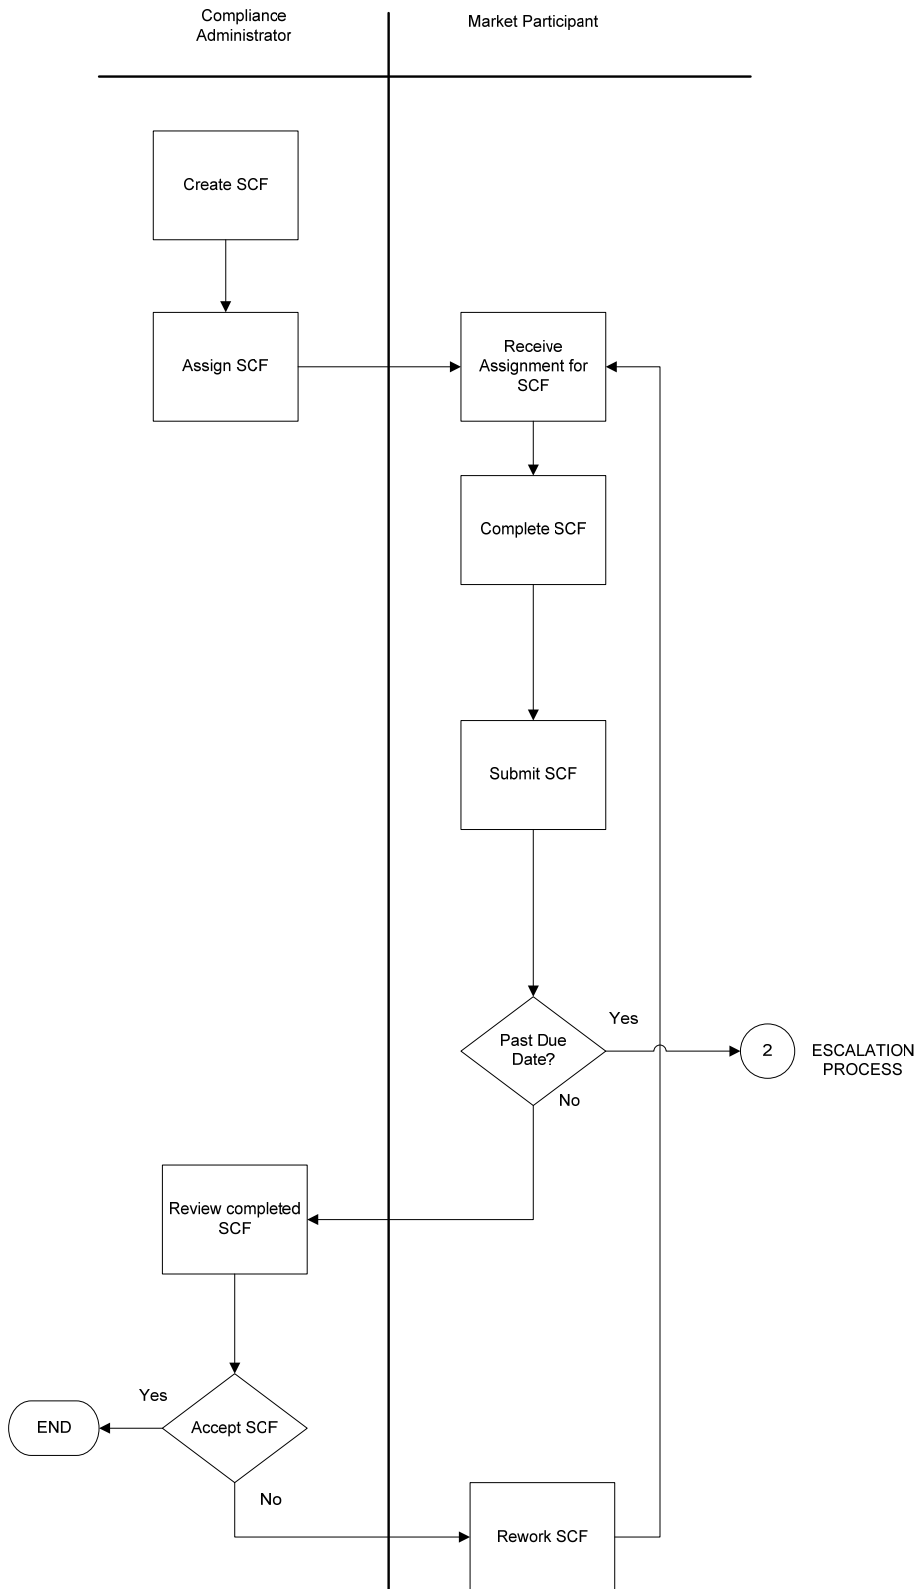 Compliance
Administrator
Market Participant
Create SCF
Assign SCF
Receive
Assignment for
SCF
Complete SCF
Submit SCF
Past Due
Date?
Yes
2
ESCALATION
PROCESS
No
Review completed
SCF
Yes
END
Accept SCF
No
Rework SCF